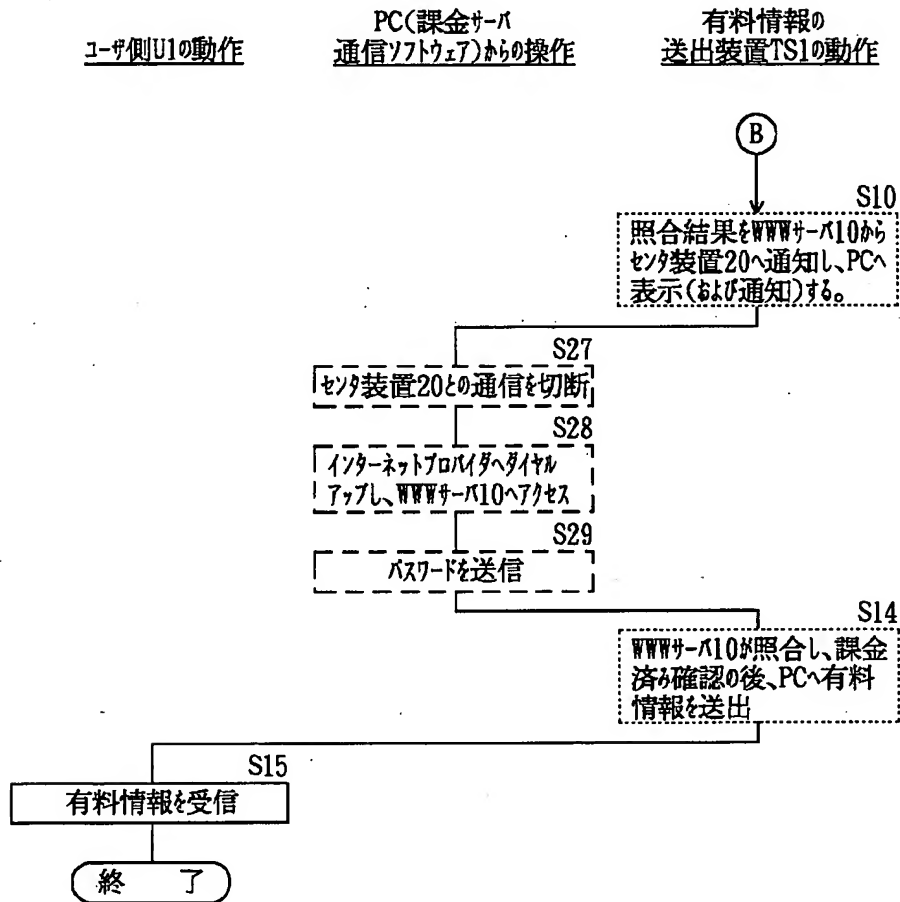 ユーザ側U1の動作
PC(課金サーバ
通信ソフトウェア)からの操作
有料情報の
送出装置TS1の動作
B
S10
照合結果をWWWサーバ10から
センタ装置20へ通知し、PCへ
表示(および通知)する。
S27
センタ装置20との通信を切断
S28
インターネットプロバイダへダイヤル
アップし、WWWサーバ10へアクセス
S29
パスワードを送信
S14
WWWサーバ10が照合し、課金
済み確認の後、PCへ有料
情報を送出
S15
有料情報を受信
終 了